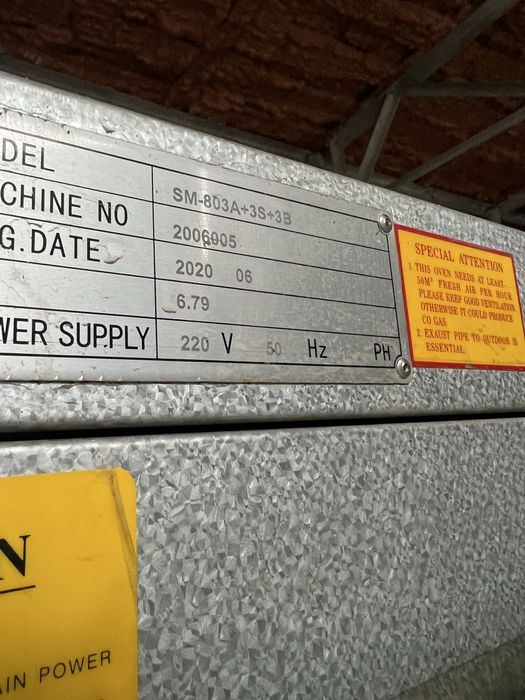 DEL SM-803A+3S+3B
CHINE NO 2006905
G.DATE 2020 06
6.79
WER SUPPLY 220 V 50 Hz PH
SPECIAL ATTENTION
1. THIS OVEN NEEDS AT LEAST
50M³ FRESH AIR PER HOUR
PLEASE KEEP GOOD VENTILATION
OTHERWISE IT COULD PRODUCE
CO GAS.
2. EXAUST PIPE TO OUTDOOR IS
ESSENTIAL
N
AIN POWER